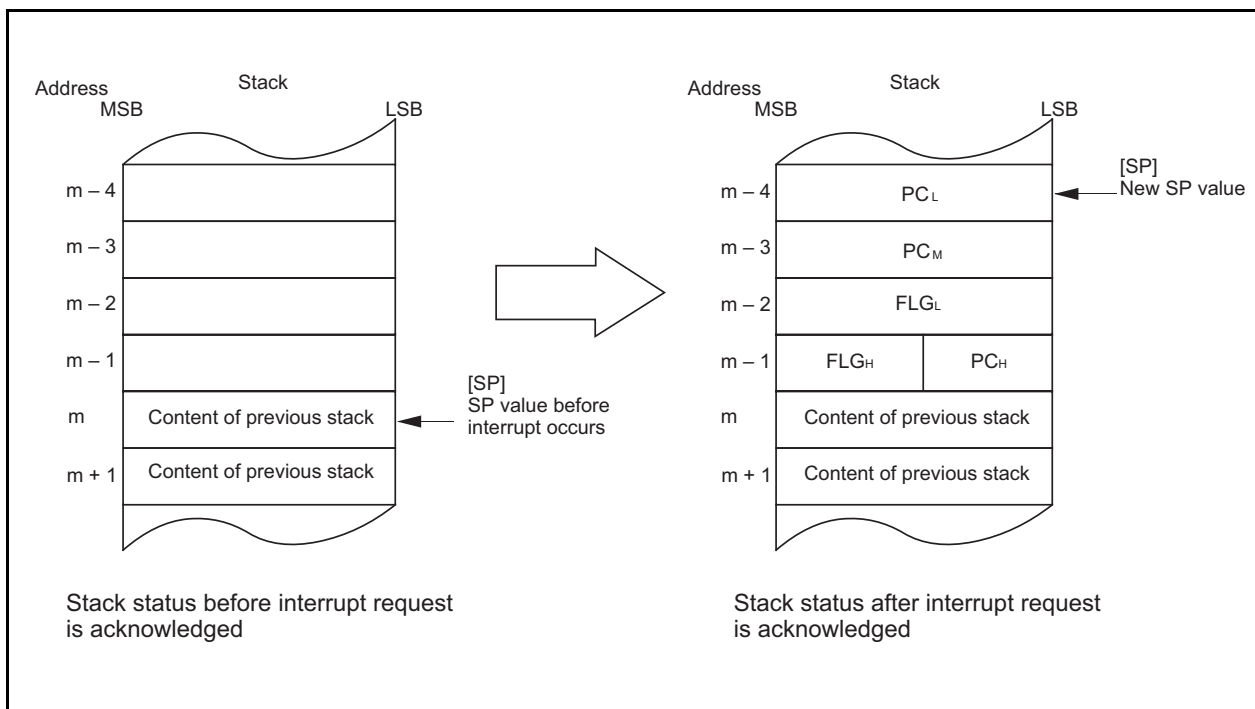 Address
MSB
Stack
LSB
m – 4
m – 3
m – 2
m – 1
m
Content of previous stack
m + 1
Content of previous stack
[SP]
SP value before
interrupt occurs
Stack status before interrupt request
is acknowledged
Address
MSB
Stack
LSB
m – 4
PCL
m – 3
PCM
m – 2
FLGL
m – 1
FLGH
PCH
m
Content of previous stack
m + 1
Content of previous stack
[SP]
New SP value
Stack status after interrupt request
is acknowledged